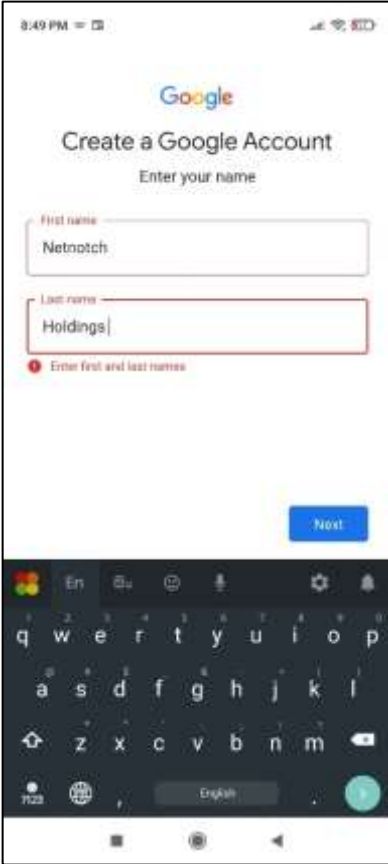 8:49 PM
Google
Create a Google Account
Enter your name
First name
Netnotch
Last name
Holdings
Enter first and last names
Next
En
q w e r t y u i o p
a s d f g h j k l
z x c v b n m
?123 , English .